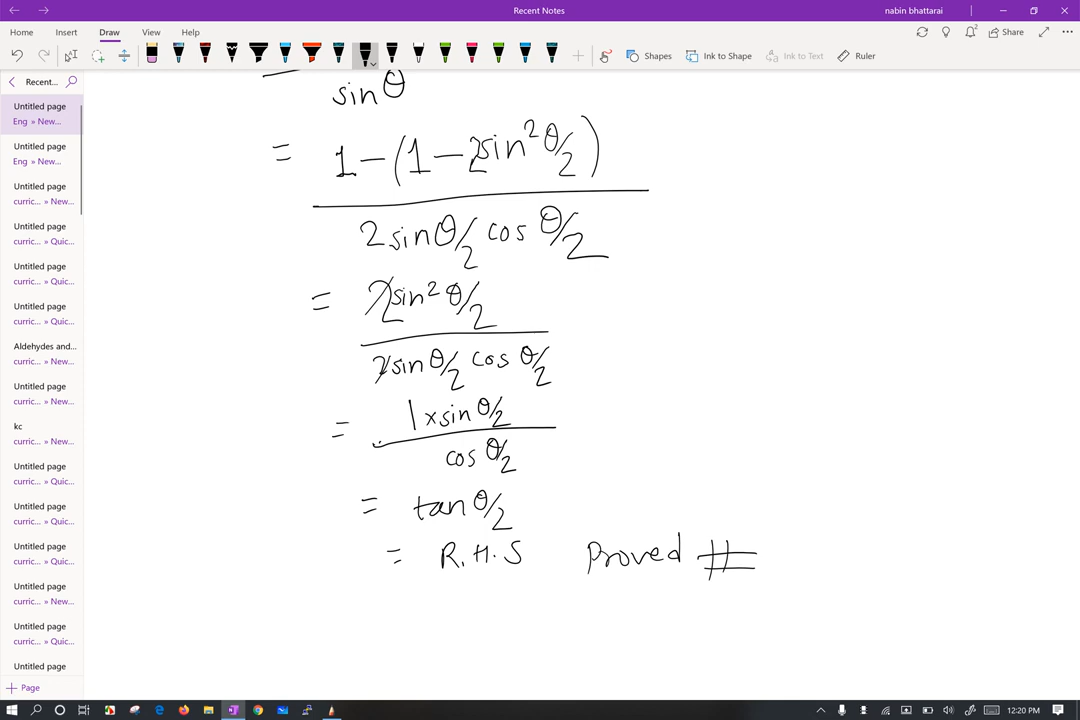 Recent Notes
nabin bhattarai
Home Insert Draw View Help
Share
Shapes Ink to Shape Ink to Text Ruler
Recent...
Untitled page
Eng » New...
Untitled page
Eng » New...
Untitled page
curric... » New...
Untitled page
curric... » Quic...
Untitled page
curric... » Quic...
Untitled page
curric... » Quic...
Aldehydes and...
curric... » New...
Untitled page
curric... » New...
kc
curric... » New...
Untitled page
curric... » Quic...
Untitled page
curric... » Quic...
Untitled page
curric... » Quic...
Untitled page
curric... » New...
Untitled page
curric... » Quic...
Untitled page
+ Page
sinθ
= 1-(1-2sin²θ/2)
2sinθ/2 cosθ/2
= 2sin²θ/2
2sinθ/2 cosθ/2
= 1×sinθ/2
cosθ/2
= tanθ/2
= R.H.S Proved #
12:20 PM